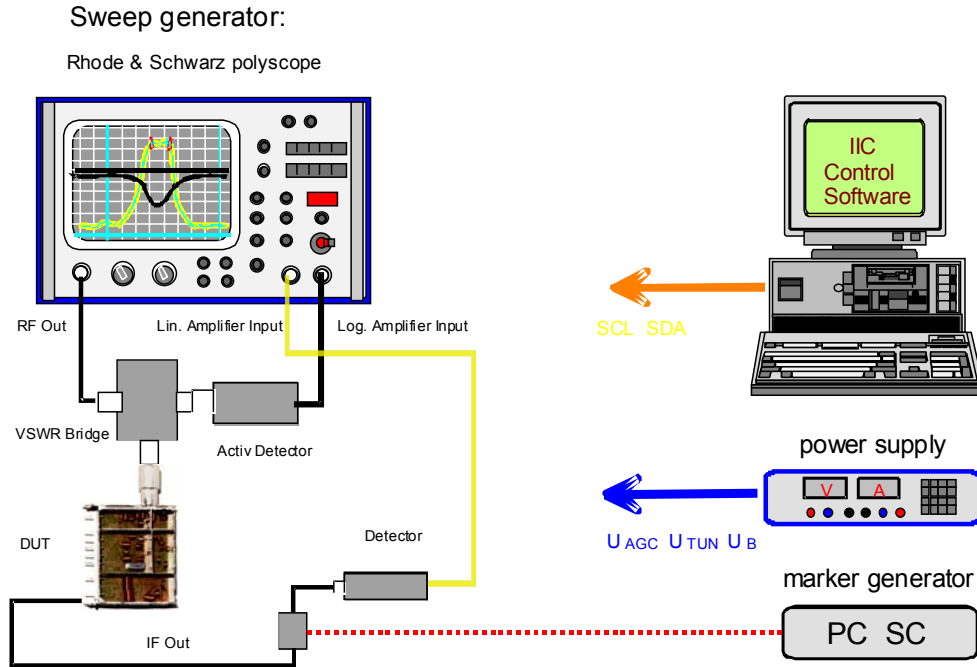 Sweep generator:
Rhode & Schwarz polyscope
IIC
Control
Software
RF Out
Lin. Amplifier Input
Log. Amplifier Input
SCL SDA
VSWR Bridge
Activ Detector
power supply
V A
DUT
Detector
U AGC U TUN U B
marker generator
IF Out
PC SC